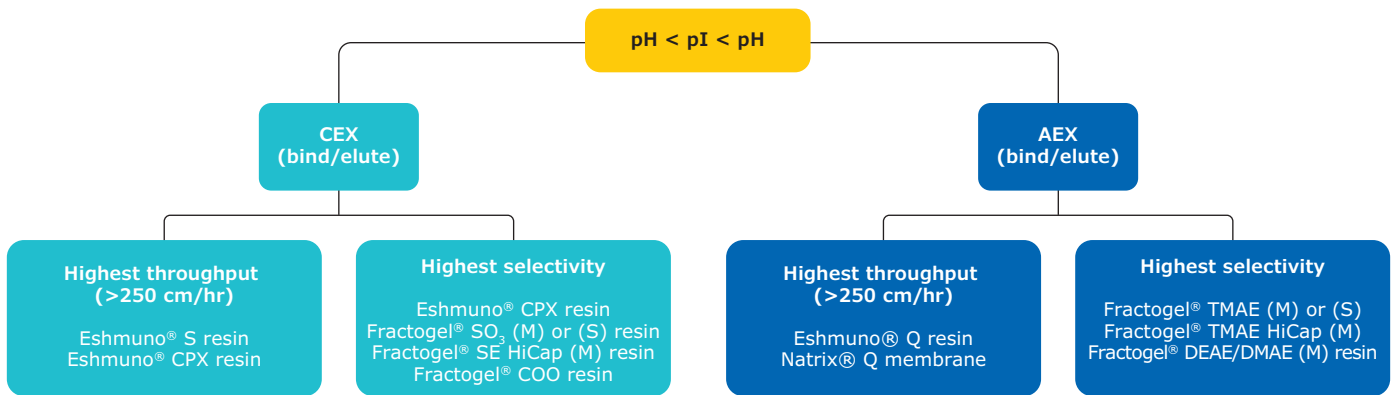 pH < pI < pH
CEX
(bind/elute)
AEX
(bind/elute)
Highest throughput
(>250 cm/hr)
Eshmuno® S resin
Eshmuno® CPX resin
Highest selectivity
Eshmuno® CPX resin
Fractogel® SO₃ (M) or (S) resin
Fractogel® SE HiCap (M) resin
Fractogel® COO resin
Highest throughput
(>250 cm/hr)
Eshmuno® Q resin
Natrix® Q membrane
Highest selectivity
Fractogel® TMAE (M) or (S)
Fractogel® TMAE HiCap (M)
Fractogel® DEAE/DMAE (M) resin